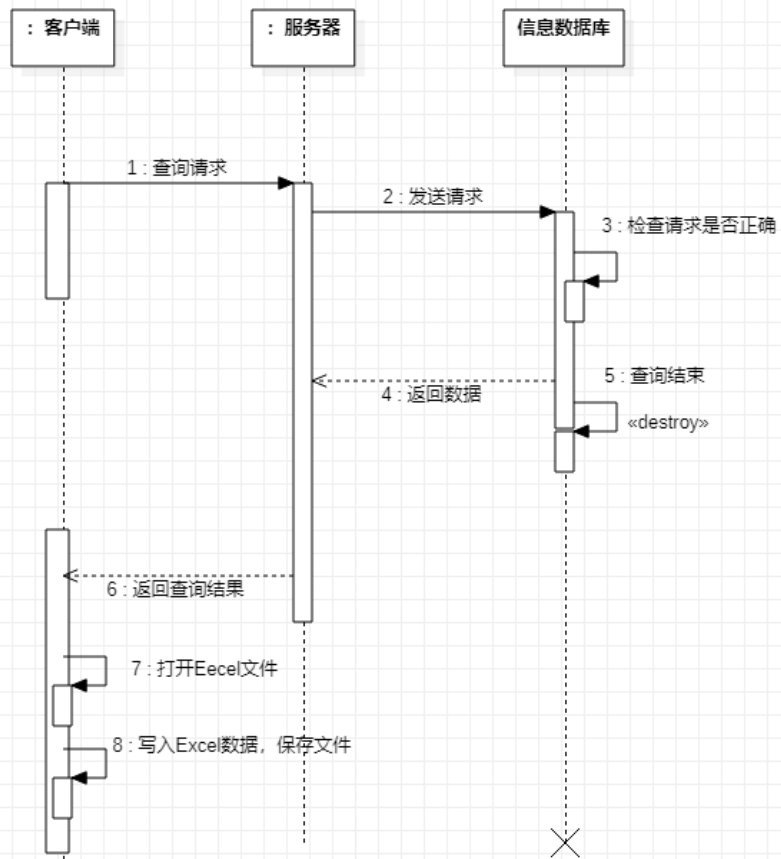 : 客户端
: 服务器
信息数据库
1 : 查询请求
2 : 发送请求
3 : 检查请求是否正确
5 : 查询结束
4 : 返回数据
«destroy»
6 : 返回查询结果
7 : 打开Eecel文件
8 : 写入Excel数据，保存文件